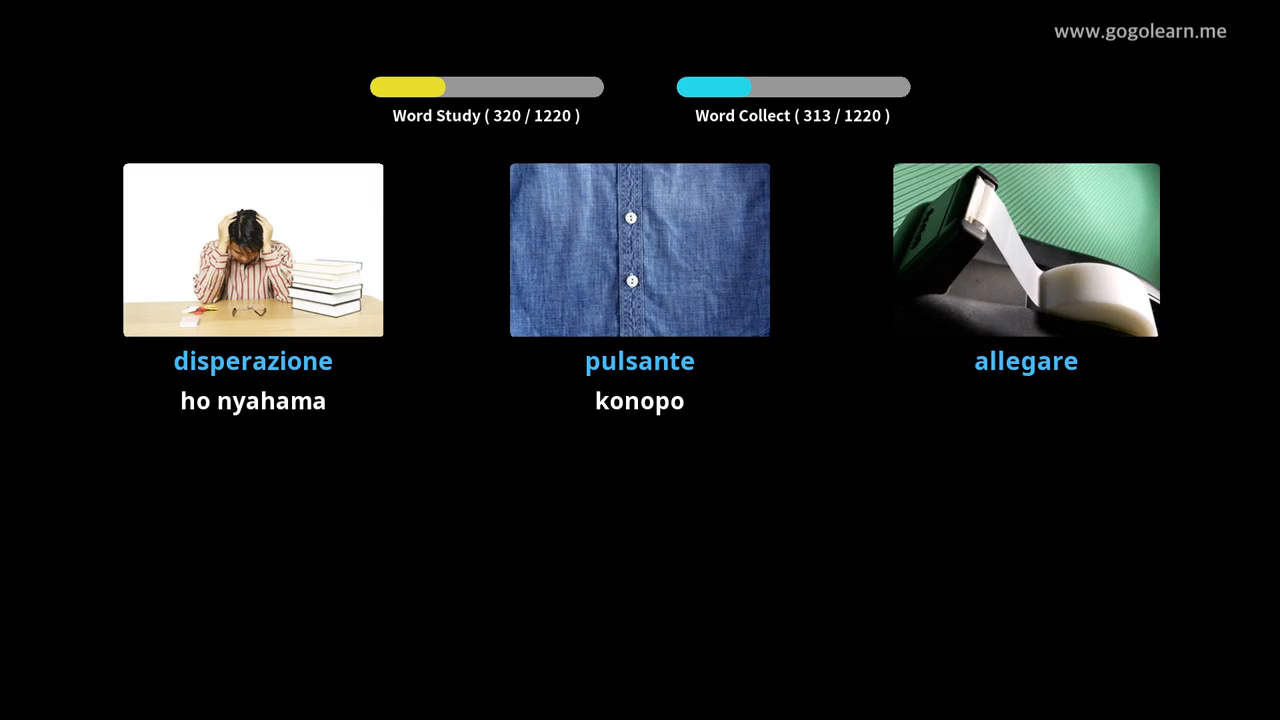 www.gogolearn.me
Word Study ( 320 / 1220 )
Word Collect ( 313 / 1220 )
disperazione
pulsante
allegare
ho nyahama
konopo